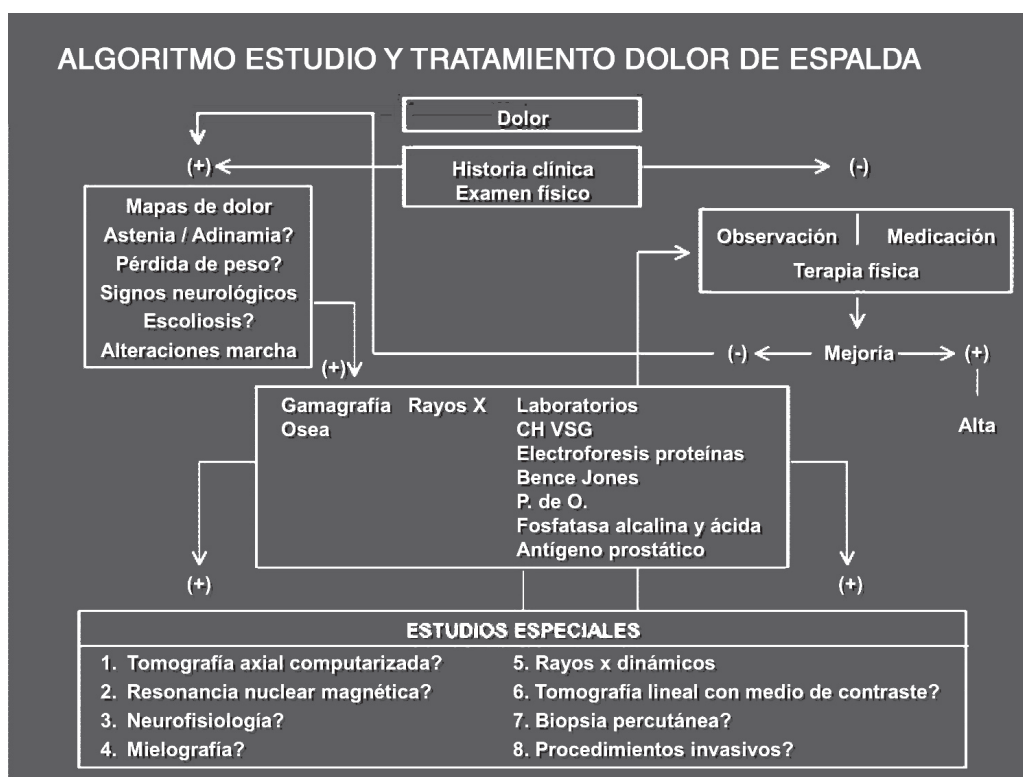 ALGORITMO ESTUDIO Y TRATAMIENTO DOLOR DE ESPALDA
Dolor
(+)
Historia clínica
Examen físico
(-)
Mapas de dolor
Astenia / Adinamia?
Pérdida de peso?
Signos neurológicos
Escoliosis?
Alteraciones marcha
Observación
Medicación
Terapia física
(-)
Mejoría
(+)
Alta
(+)
Gamagrafía
Osea
Rayos X
Laboratorios
CH VSG
Electroforesis proteínas
Bence Jones
P. de O.
Fosfatasa alcalina y ácida
Antígeno prostático
(+)
(+)
ESTUDIOS ESPECIALES
1. Tomografía axial computarizada?
2. Resonancia nuclear magnética?
3. Neurofisiología?
4. Mielografía?
5. Rayos x dinámicos
6. Tomografía lineal con medio de contraste?
7. Biopsia percutánea?
8. Procedimientos invasivos?